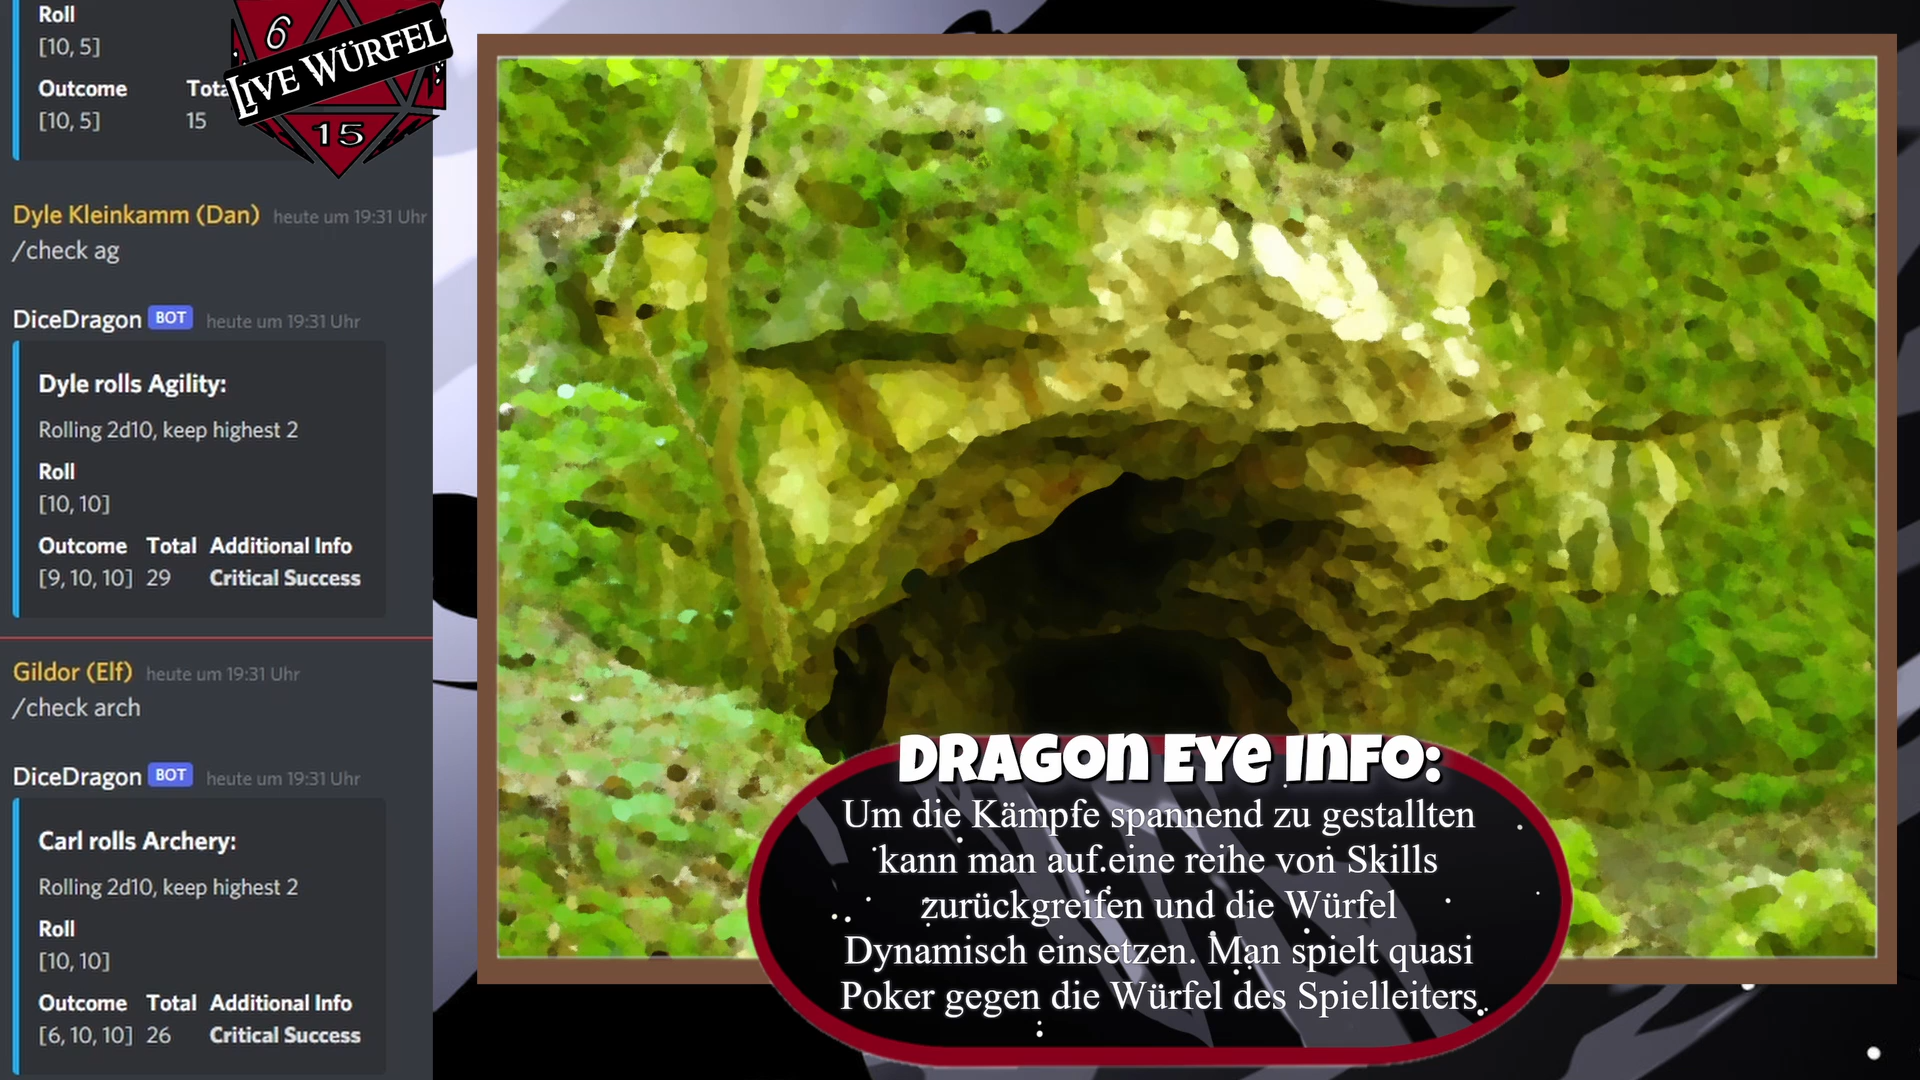 Roll
[10, 5]
Outcome Tota
[10, 5] 15
6
LIVE WÜRFEL
15
Dyle Kleinkamm (Dan) heute um 19:31 Uhr
/check ag
DiceDragon BOT heute um 19:31 Uhr
Dyle rolls Agility:
Rolling 2d10, keep highest 2
Roll
[10, 10]
Outcome Total Additional Info
[9, 10, 10] 29 Critical Success
Gildor (Elf) heute um 19:31 Uhr
/check arch
DiceDragon BOT heute um 19:31 Uhr
Carl rolls Archery:
Rolling 2d10, keep highest 2
Roll
[10, 10]
Outcome Total Additional Info
[6, 10, 10] 26 Critical Success
DRAGON EYE INFO:
Um die Kämpfe spannend zu gestallten
kann man auf eine reihe von Skills
zurückgreifen und die Würfel
Dynamisch einsetzen. Man spielt quasi
Poker gegen die Würfel des Spielleiters.